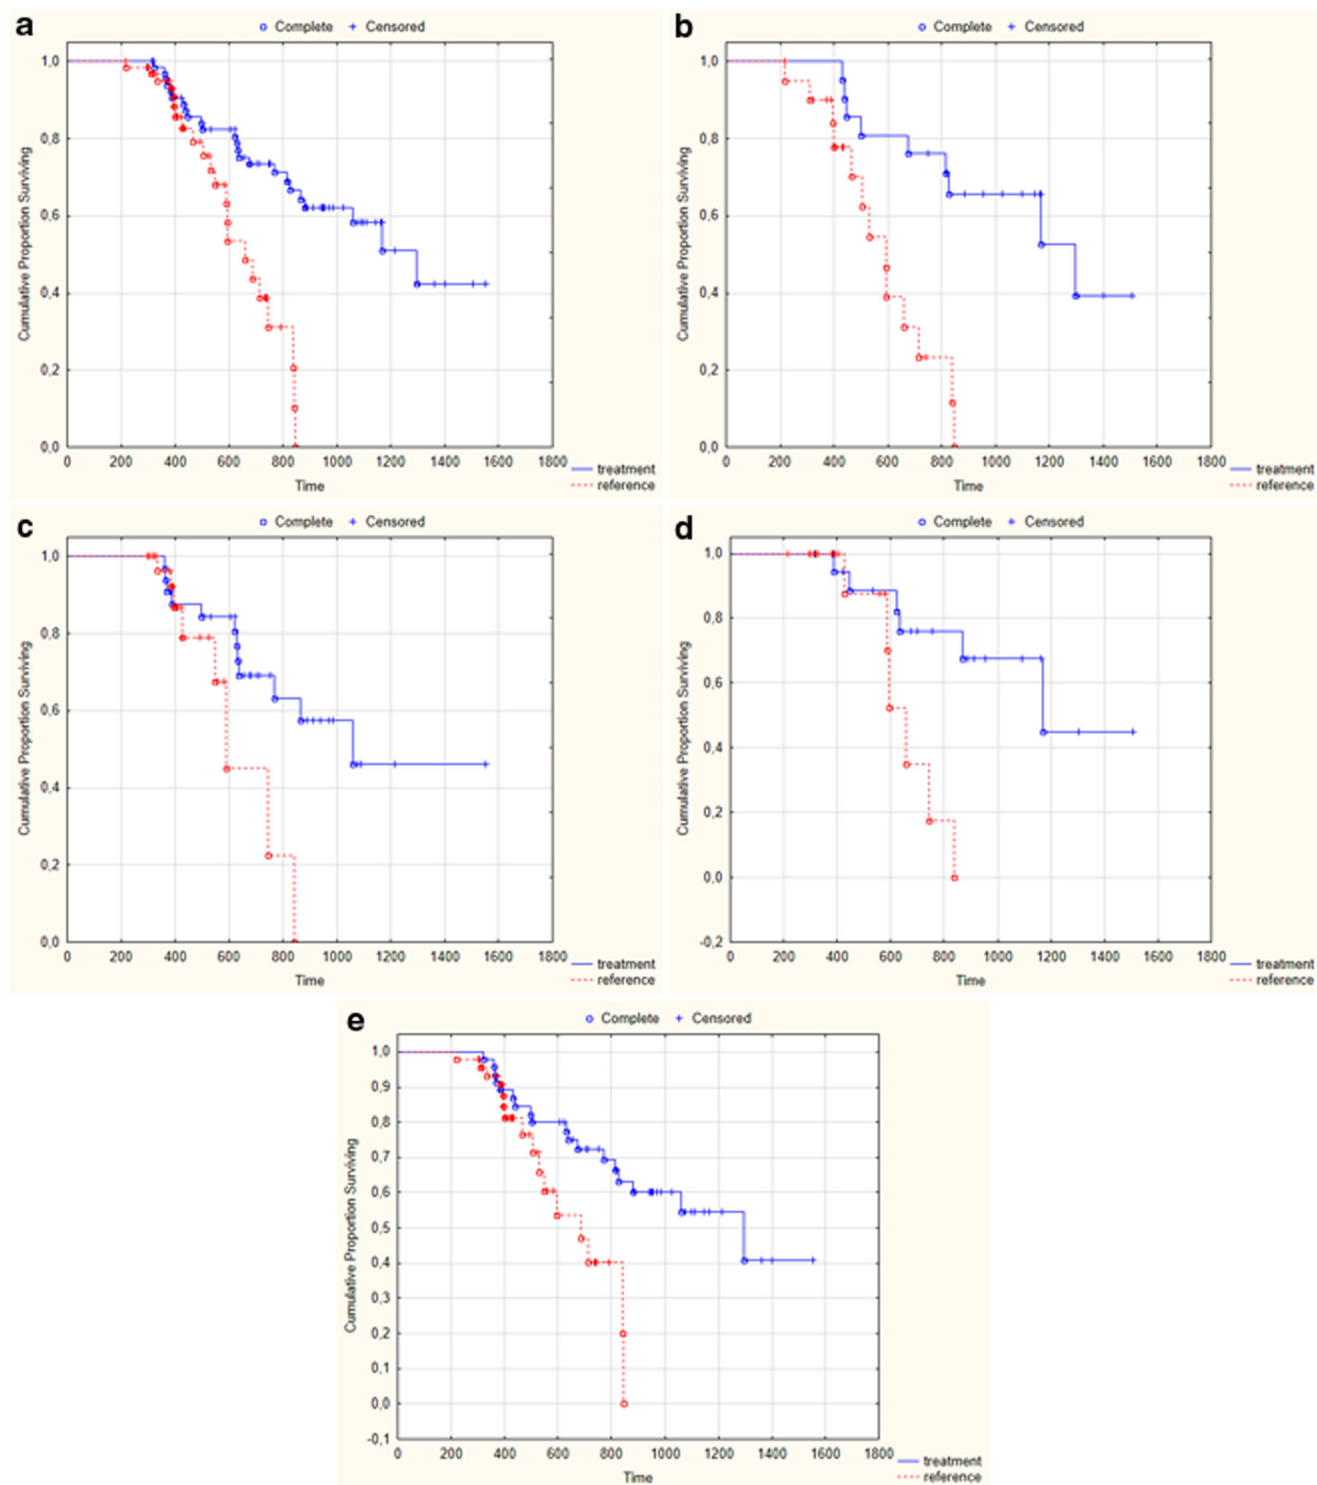 a
Complete Censored
Cumulative Proportion Surviving
1,0
0,8
0,6
0,4
0,2
0,0
0 200 400 600 800 1000 1200 1400 1600 1800
Time
treatment
reference
b
Complete Censored
Cumulative Proportion Surviving
1,0
0,8
0,6
0,4
0,2
0,0
0 200 400 600 800 1000 1200 1400 1600 1800
Time
treatment
reference
c
Complete Censored
Cumulative Proportion Surviving
1,0
0,8
0,6
0,4
0,2
0,0
0 200 400 600 800 1000 1200 1400 1600 1800
Time
treatment
reference
d
Complete Censored
Cumulative Proportion Surviving
1,0
0,8
0,6
0,4
0,2
0,0
-0,2
0 200 400 600 800 1000 1200 1400 1600 1800
Time
treatment
reference
e
Complete Censored
Cumulative Proportion Surviving
1,0
0,9
0,8
0,7
0,6
0,5
0,4
0,3
0,2
0,1
0,0
-0,1
0 200 400 600 800 1000 1200 1400 1600 1800
Time
treatment
reference